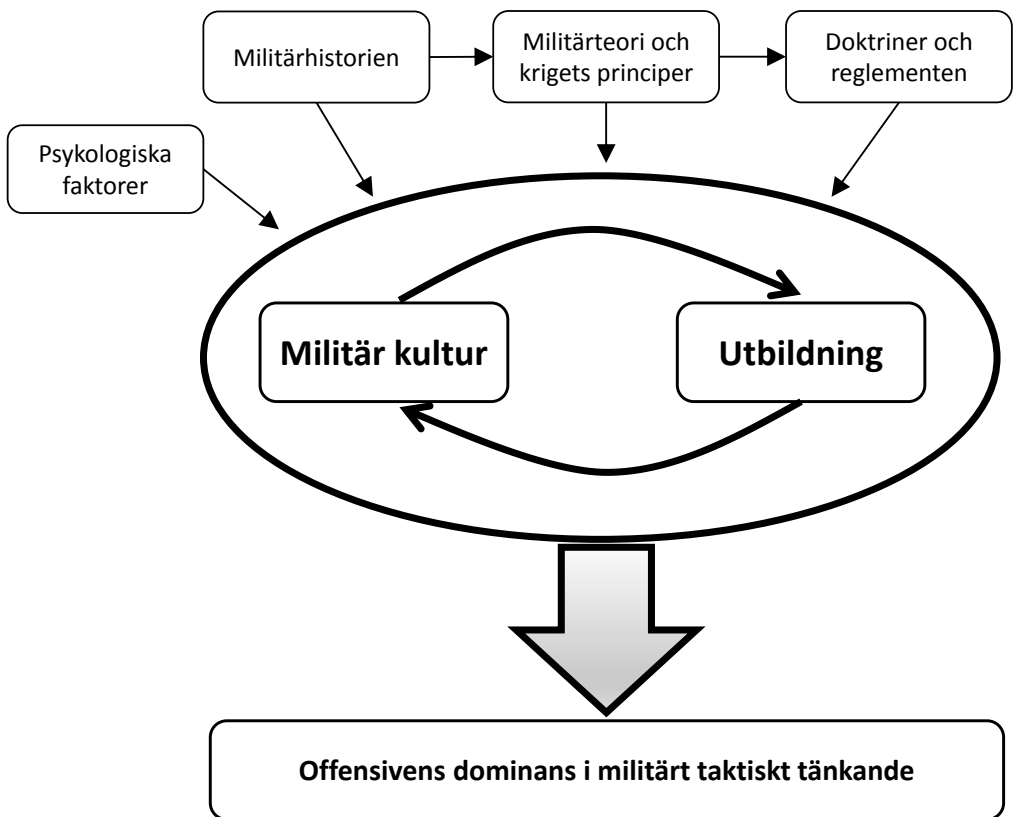 Militärhistorien
Militärteori och
krigets principer
Doktriner och
reglementen
Psykologiska
faktorer
Militär kultur
Utbildning
Offensivens dominans i militärt taktiskt tänkande